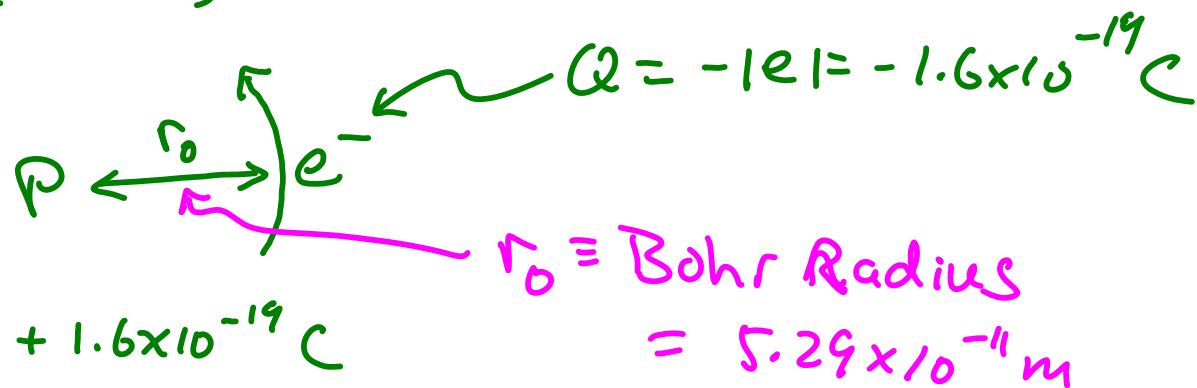 Q = -|e| = -1.6x10^-19 C
r₀
P e⁻
r₀ ≡ Bohr Radius
+ 1.6x10^-19 C
= 5.29x10^-11 m